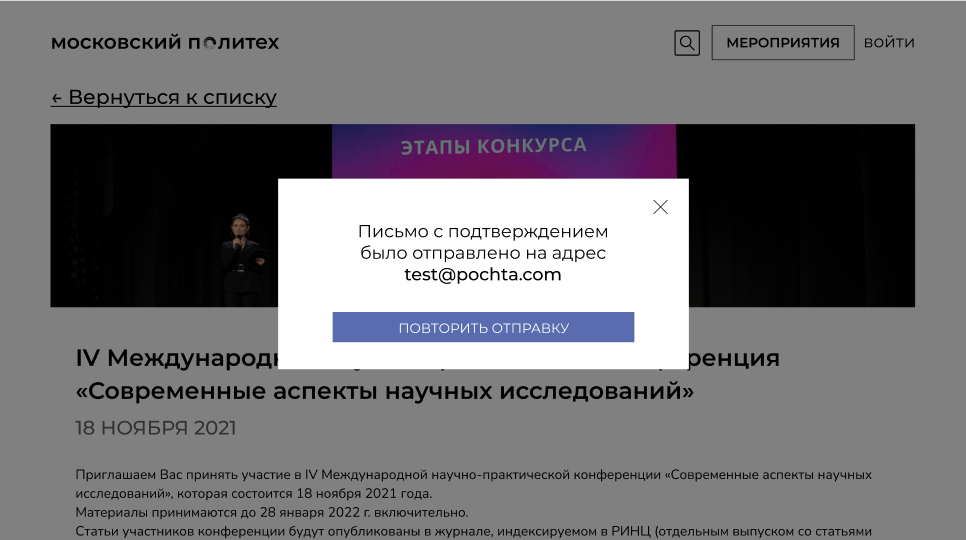 московский политех
МЕРОПРИЯТИЯ
ВОЙТИ
← Вернуться к списку
ЭТАПЫ КОНКУРСА
Письмо с подтверждением
было отправлено на адрес
test@pochta.com
ПОВТОРИТЬ ОТПРАВКУ
IV Международн
ренция
«Современные аспекты научных исследований»
18 НОЯБРЯ 2021
Приглашаем Вас принять участие в IV Международной научно-практической конференции «Современные аспекты научных
исследований», которая состоится 18 ноября 2021 года.
Материалы принимаются до 28 января 2022 г. включительно.
Статьи участников конференции будут опубликованы в журнале, индексируемом в РИНЦ (отдельным выпуском со статьями